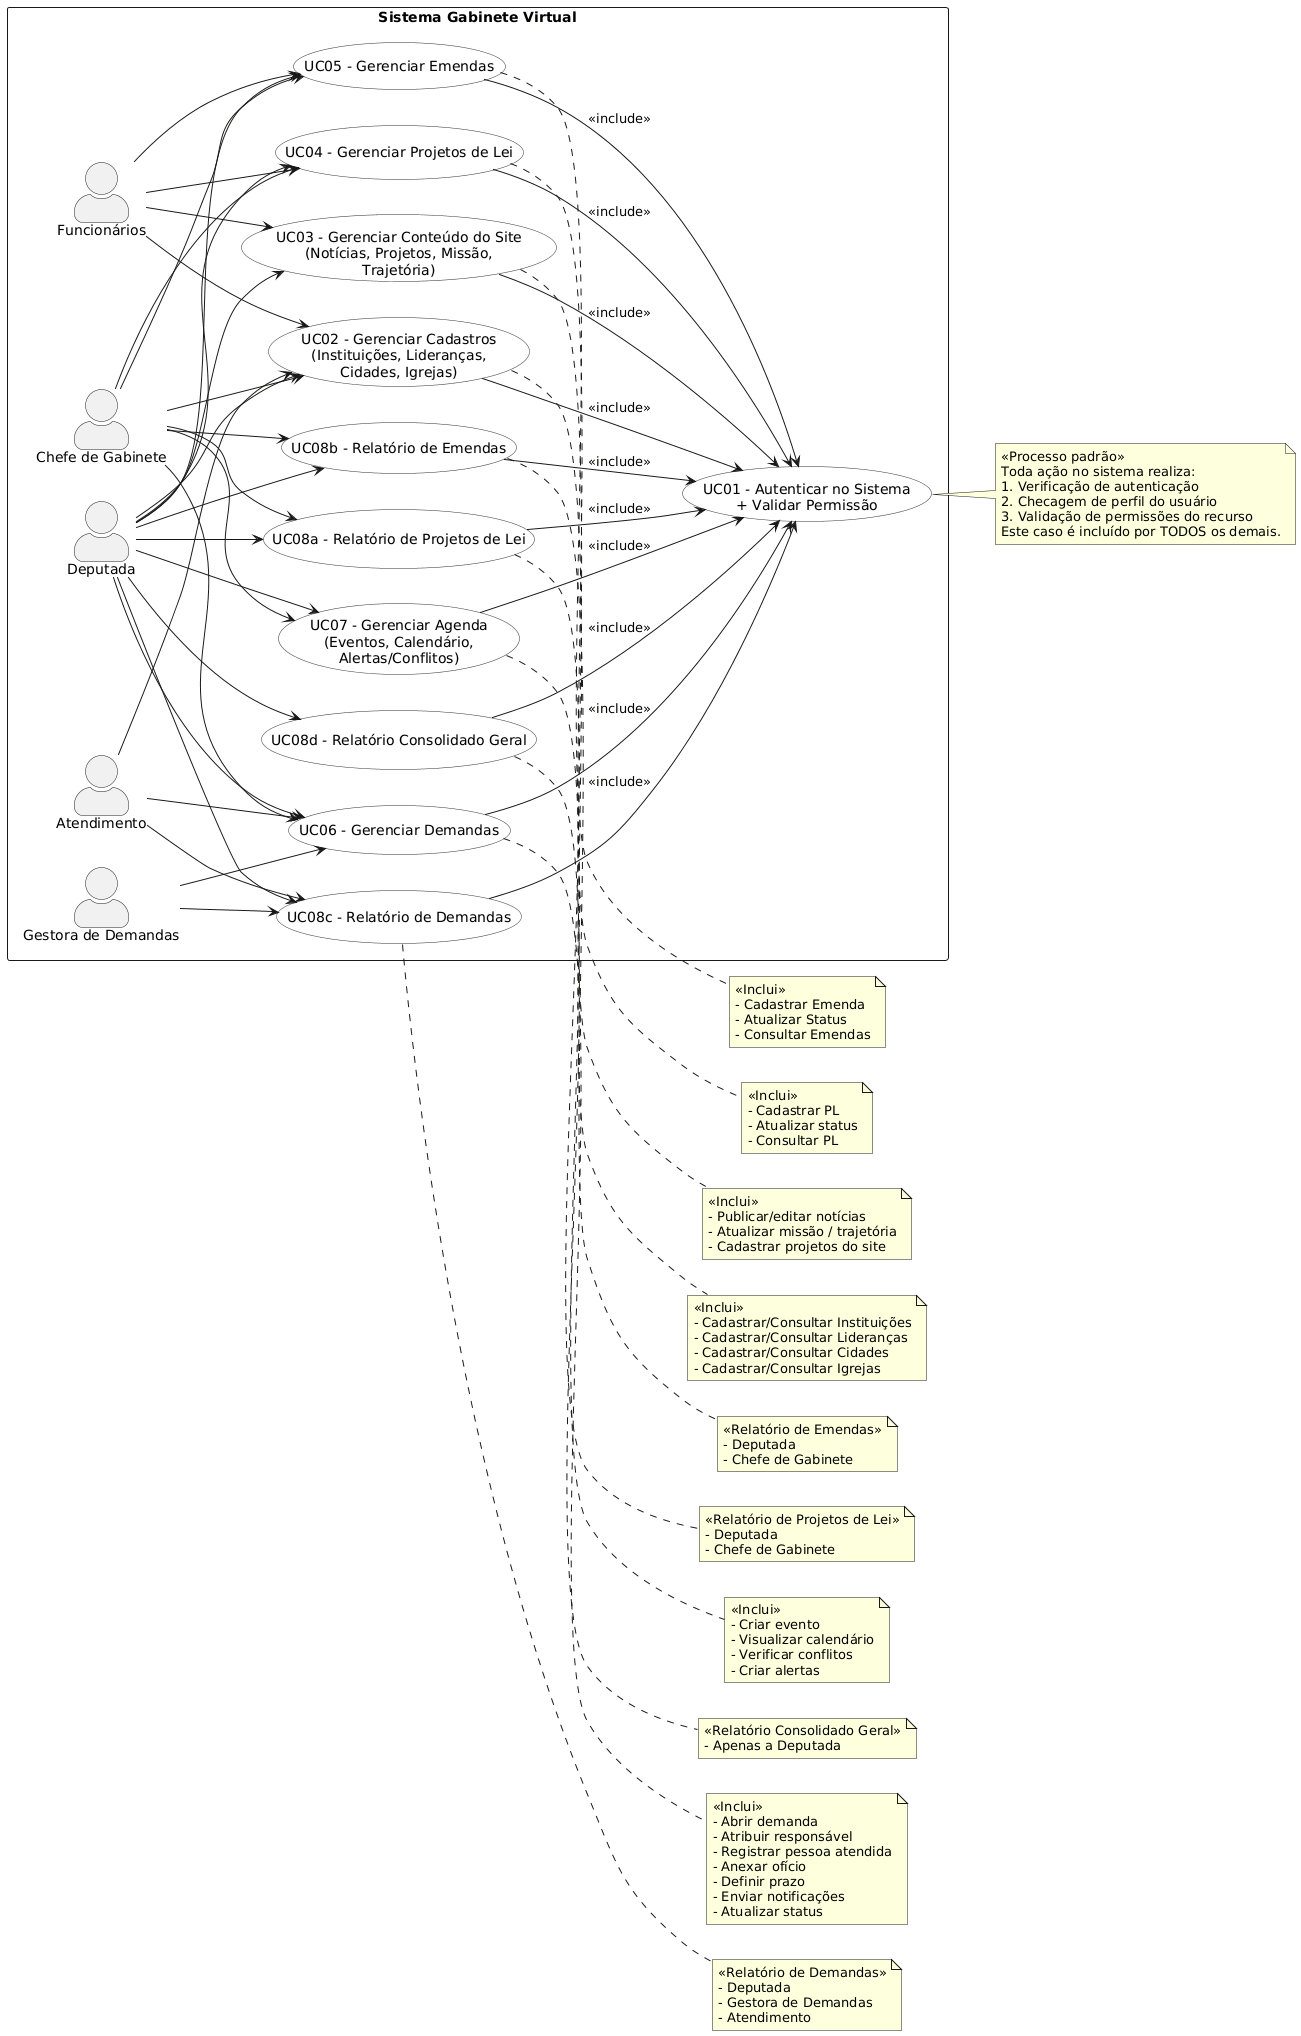 Sistema Gabinete Virtual
UC05 - Gerenciar Emendas
«include»
UC04 - Gerenciar Projetos de Lei
Funcionários
«include»
UC03 - Gerenciar Conteúdo do Site
(Notícias, Projetos, Missão,
Trajetória)
«include»
UC02 - Gerenciar Cadastros
(Instituições, Lideranças,
Cidades, Igrejas)
«include»
Chefe de Gabinete
UC08b - Relatório de Emendas
«include»
UC01 - Autenticar no Sistema
+ Validar Permissão
«Processo padrão»
Toda ação no sistema realiza:
1. Verificação de autenticação
2. Checagem de perfil do usuário
3. Validação de permissões do recurso
Este caso é incluído por TODOS os demais.
«include»
UC08a - Relatório de Projetos de Lei
«include»
Deputada
UC07 - Gerenciar Agenda
(Eventos, Calendário,
Alertas/Conflitos)
«include»
«include»
UC08d - Relatório Consolidado Geral
«include»
Atendimento
UC06 - Gerenciar Demandas
UC08c - Relatório de Demandas
Gestora de Demandas
«Inclui»
- Cadastrar Emenda
- Atualizar Status
- Consultar Emendas
«Inclui»
- Cadastrar PL
- Atualizar status
- Consultar PL
«Inclui»
- Publicar/editar notícias
- Atualizar missão / trajetória
- Cadastrar projetos do site
«Inclui»
- Cadastrar/Consultar Instituições
- Cadastrar/Consultar Lideranças
- Cadastrar/Consultar Cidades
- Cadastrar/Consultar Igrejas
«Relatório de Emendas»
- Deputada
- Chefe de Gabinete
«Relatório de Projetos de Lei»
- Deputada
- Chefe de Gabinete
«Inclui»
- Criar evento
- Visualizar calendário
- Verificar conflitos
- Criar alertas
«Relatório Consolidado Geral»
- Apenas a Deputada
«Inclui»
- Abrir demanda
- Atribuir responsável
- Registrar pessoa atendida
- Anexar ofício
- Definir prazo
- Enviar notificações
- Atualizar status
«Relatório de Demandas»
- Deputada
- Gestora de Demandas
- Atendimento